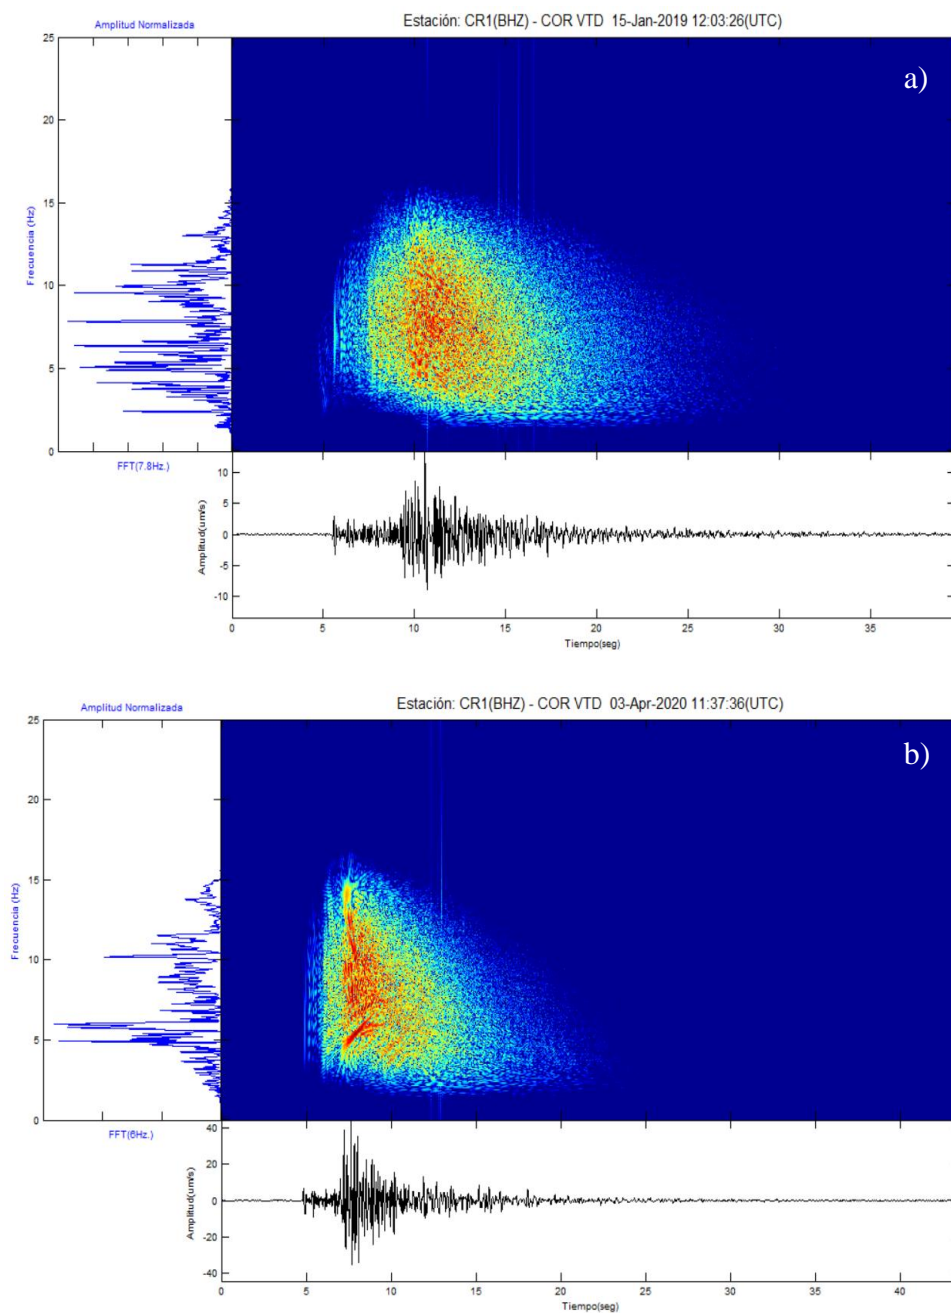 Amplitud Normalizada
Estación: CR1(BHZ) - COR VTD 15-Jan-2019 12:03:26(UTC)
a)
25
20
15
10
5
0
Frecuencia (Hz)
FFT(7.8Hz.)
10
5
0
-5
-10
Amplitud(um/s)
0 5 10 15 20 25 30 35
Tiempo(seg)
Amplitud Normalizada
Estación: CR1(BHZ) - COR VTD 03-Apr-2020 11:37:36(UTC)
b)
25
20
15
10
5
0
Frecuencia (Hz)
FFT(6Hz.)
40
20
0
-20
-40
Amplitud(um/s)
0 5 10 15 20 25 30 35 40
Tiempo(seg)